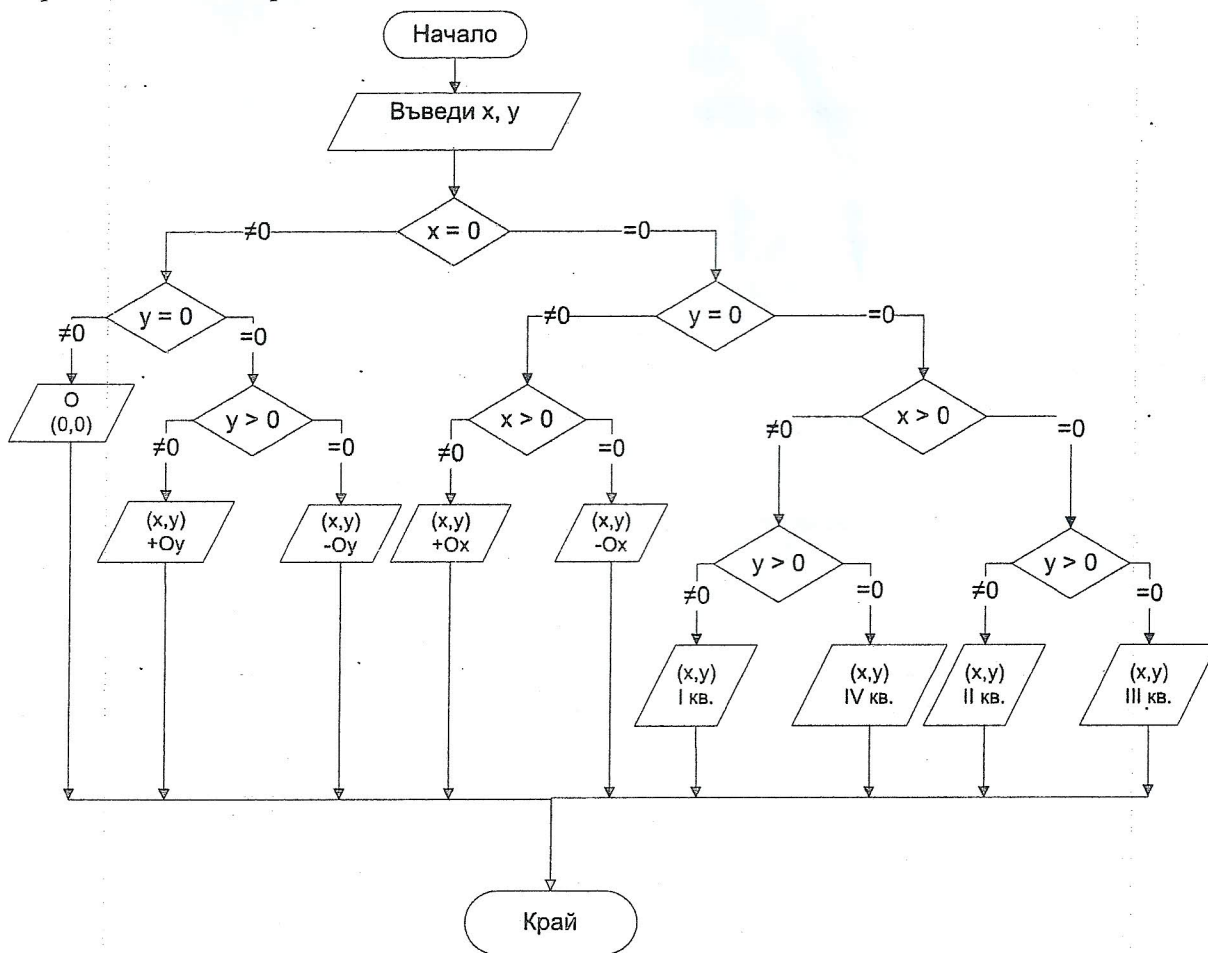 Начало
Въведи x, y
x = 0
≠0
=0
y = 0
≠0
=0
y = 0
≠0
=0
O
(0,0)
y > 0
≠0
=0
x > 0
≠0
=0
x > 0
≠0
=0
(x,y)
+Oy
(x,y)
-Oy
(x,y)
+Ox
(x,y)
-Ox
y > 0
≠0
=0
y > 0
≠0
=0
(x,y)
I кв.
(x,y)
IV кв.
(x,y)
II кв.
(x,y)
III кв.
Край